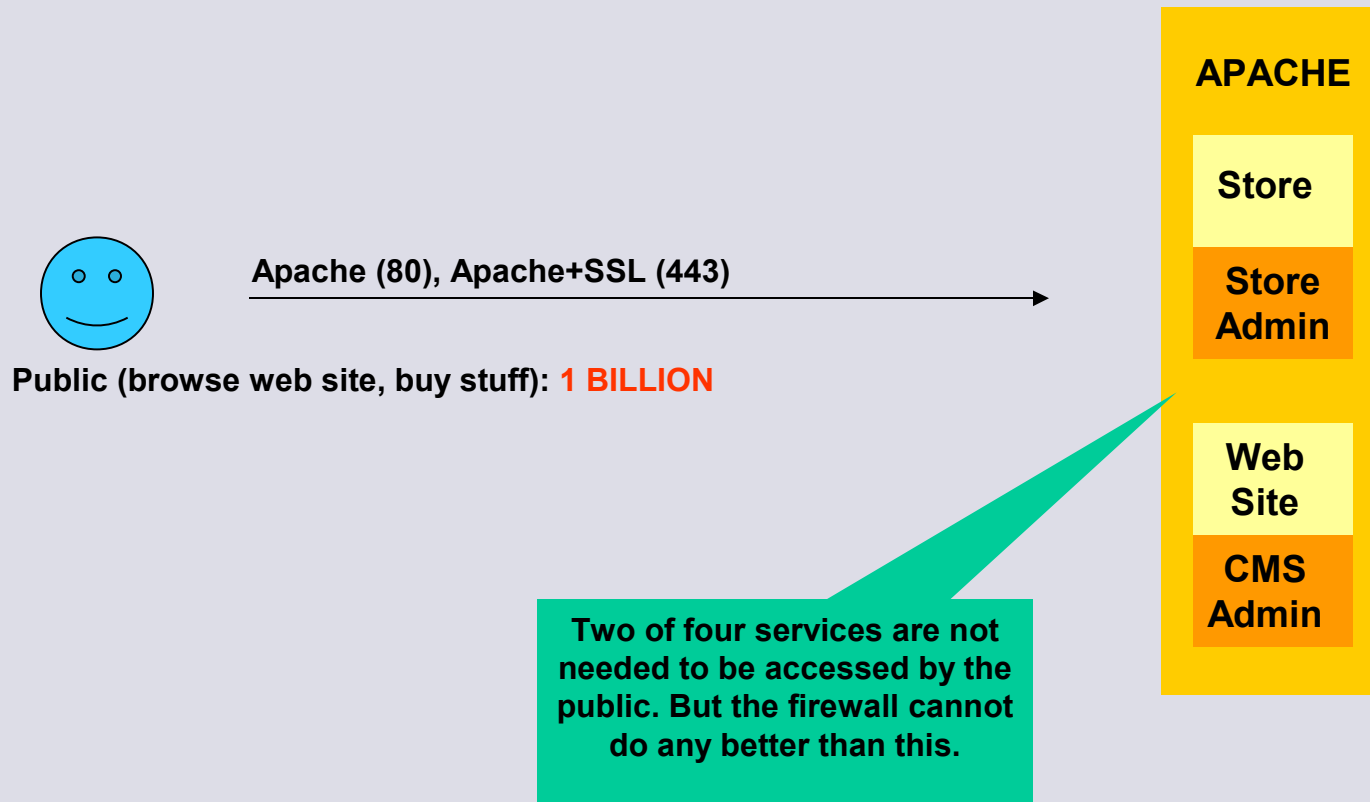 APACHE
Store
Store
Admin
Apache (80), Apache+SSL (443)
Public (browse web site, buy stuff): 1 BILLION
Web
Site
CMS
Admin
Two of four services are not
needed to be accessed by the
public. But the firewall cannot
do any better than this.